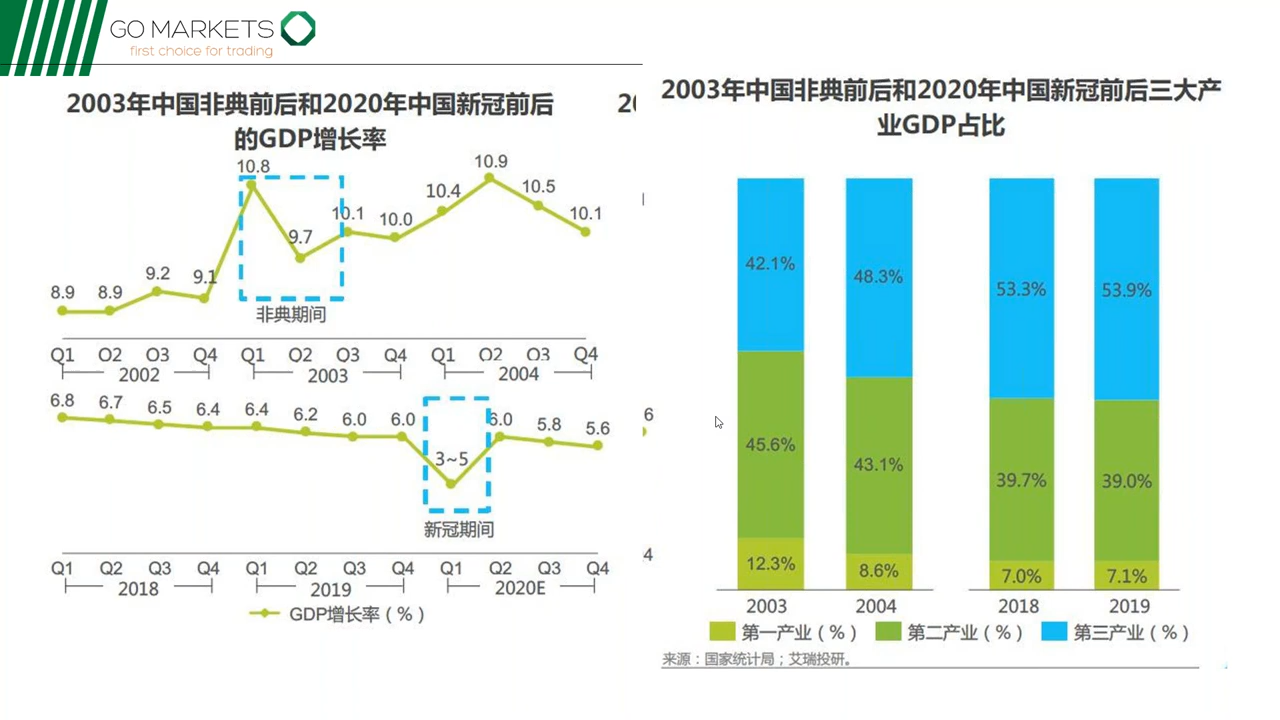 GO MARKETS
first choice for trading
2003年中国非典前后和2020年中国新冠前后
的GDP增长率
10.8
10.9
10.4
10.5
10.1
10.0
10.1
9.7
9.2
9.1
8.9
8.9
非典期间
Q1 Q2 Q3 Q4 Q1 Q2 Q3 Q4 Q1 Q2 Q3 Q4
2002 2003 2004
6.8 6.7 6.5 6.4 6.4 6.2 6.0 6.0 3~5 6.0 5.8 5.6
新冠期间
Q1 Q2 Q3 Q4 Q1 Q2 Q3 Q4 Q1 Q2 Q3 Q4
2018 2019 2020E
GDP增长率（%）
20
6
4
2003年中国非典前后和2020年中国新冠前后三大产
业GDP占比
42.1% 48.3% 53.3% 53.9%
45.6% 43.1% 39.7% 39.0%
12.3% 8.6% 7.0% 7.1%
2003 2004 2018 2019
第一产业（%） 第二产业（%） 第三产业（%）
来源：国家统计局；艾瑞投研。